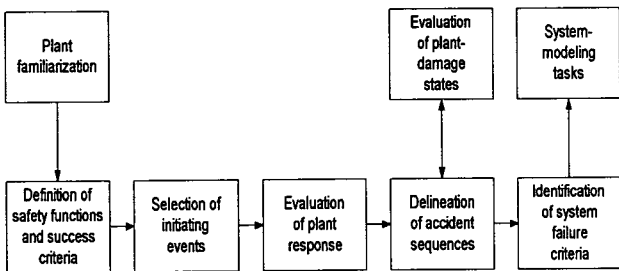 Plant
familiarization
Evaluation
of plant-
damage
states
System-
modeling
tasks
Definition of
safety functions
and success
criteria
Selection of
initiating
events
Evaluation
of plant
response
Delineation
of accident
sequences
Identification
of system
failure
criteria